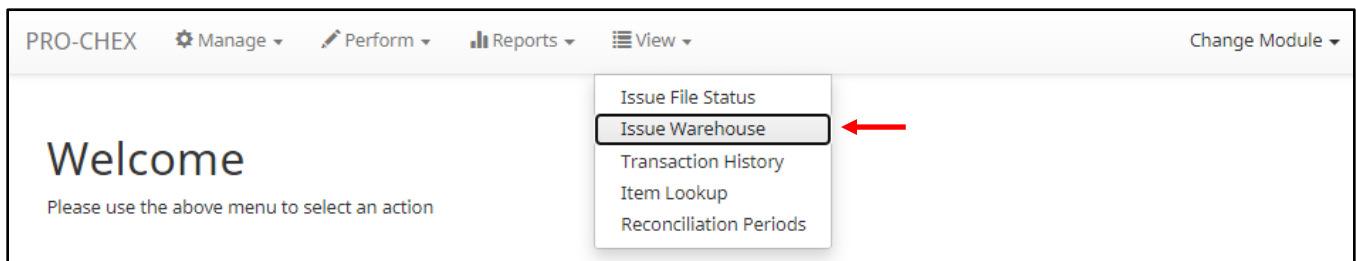 PRO-CHEX Manage Perform Reports View Change Module
Issue File Status
Issue Warehouse
Transaction History
Item Lookup
Reconciliation Periods
Welcome
Please use the above menu to select an action